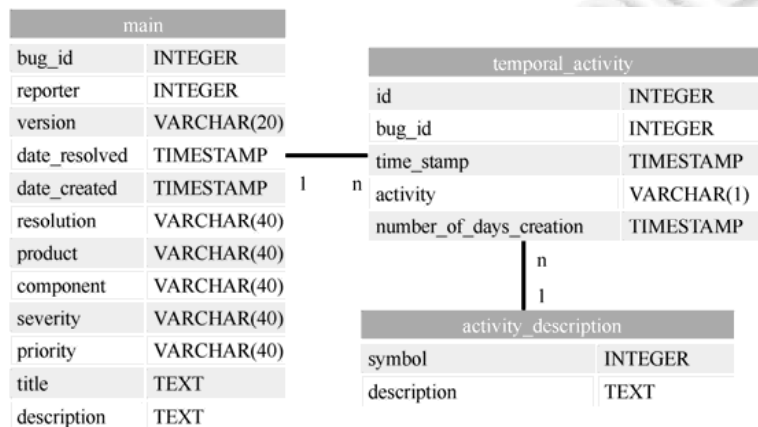 main
bug_id INTEGER
reporter INTEGER
version VARCHAR(20)
date_resolved TIMESTAMP
date_created TIMESTAMP
resolution VARCHAR(40)
product VARCHAR(40)
component VARCHAR(40)
severity VARCHAR(40)
priority VARCHAR(40)
title TEXT
description TEXT
1 n
temporal_activity
id INTEGER
bug_id INTEGER
time_stamp TIMESTAMP
activity VARCHAR(1)
number_of_days_creation TIMESTAMP
n
1
activity_description
symbol INTEGER
description TEXT